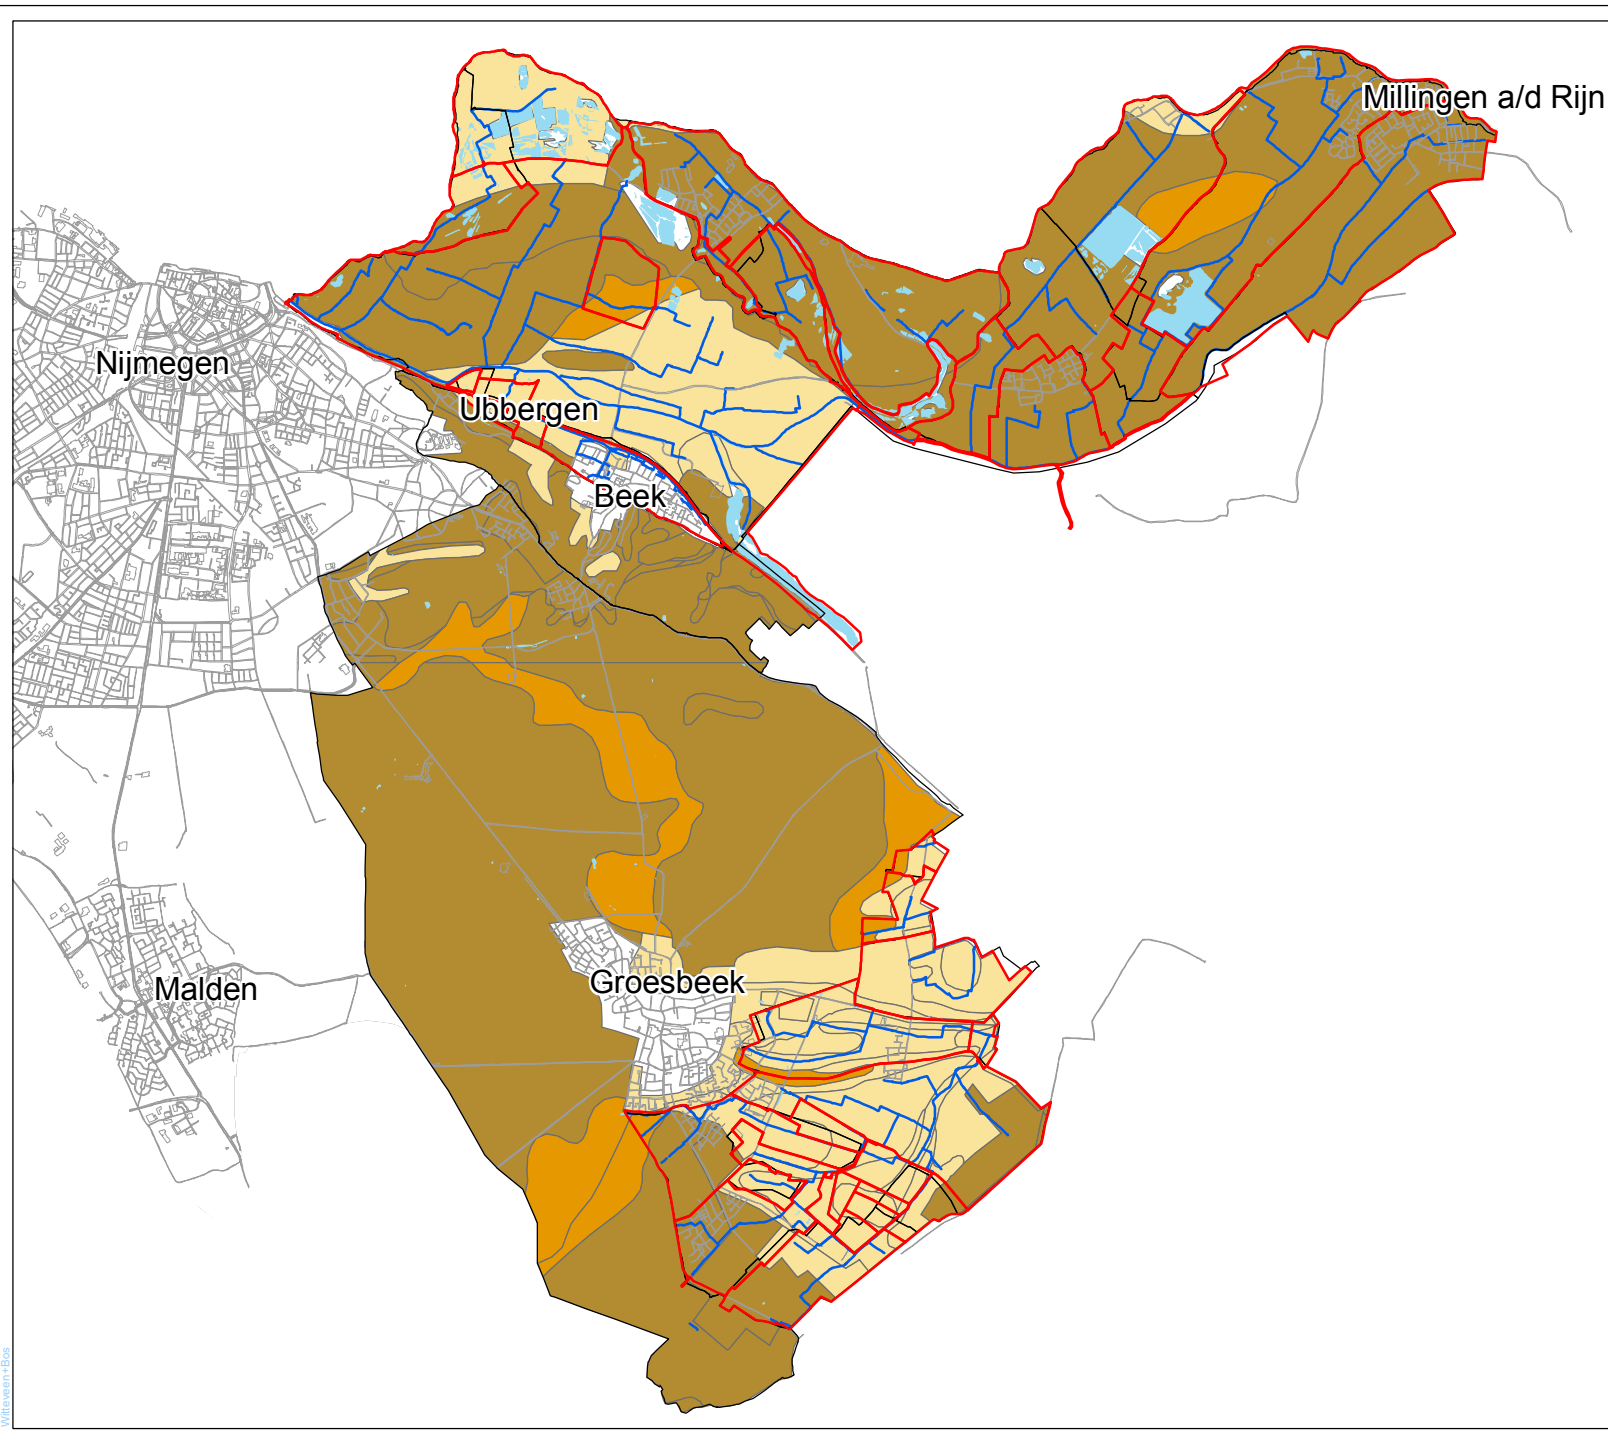 Millingen a/d Rijn
Nijmegen
Ubbergen
Beek
Groesbeek
Malden
Witteveen+Bos